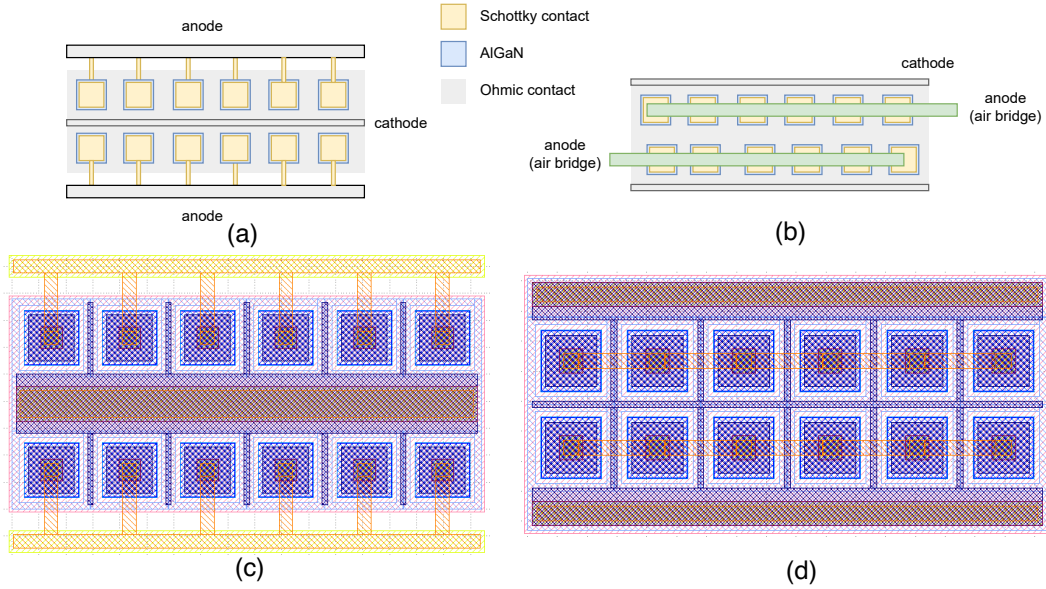 anode
Schottky contact
AlGaN
Ohmic contact
cathode
anode
(a)
cathode
anode
(air bridge)
anode
(air bridge)
(b)
(c)
(d)